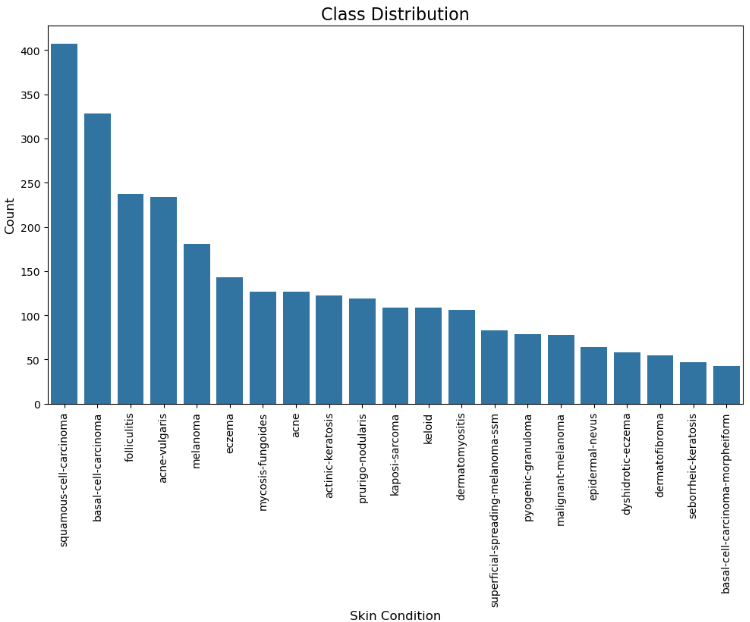 Class Distribution
400
350
300
250
200
150
100
50
0
Count
squamous-cell-carcinoma
basal-cell-carcinoma
folliculitis
acne-vulgaris
melanoma
eczema
mycosis-fungoides
acne
actinic-keratosis
prurigo-nodularis
kaposi-sarcoma
keloid
dermatomyositis
superficial-spreading-melanoma-ssm
pyogenic-granuloma
malignant-melanoma
epidermal-nevus
dyshidrotic-eczema
dermatofibroma
seborrheic-keratosis
basal-cell-carcinoma-morpheiform
Skin Condition